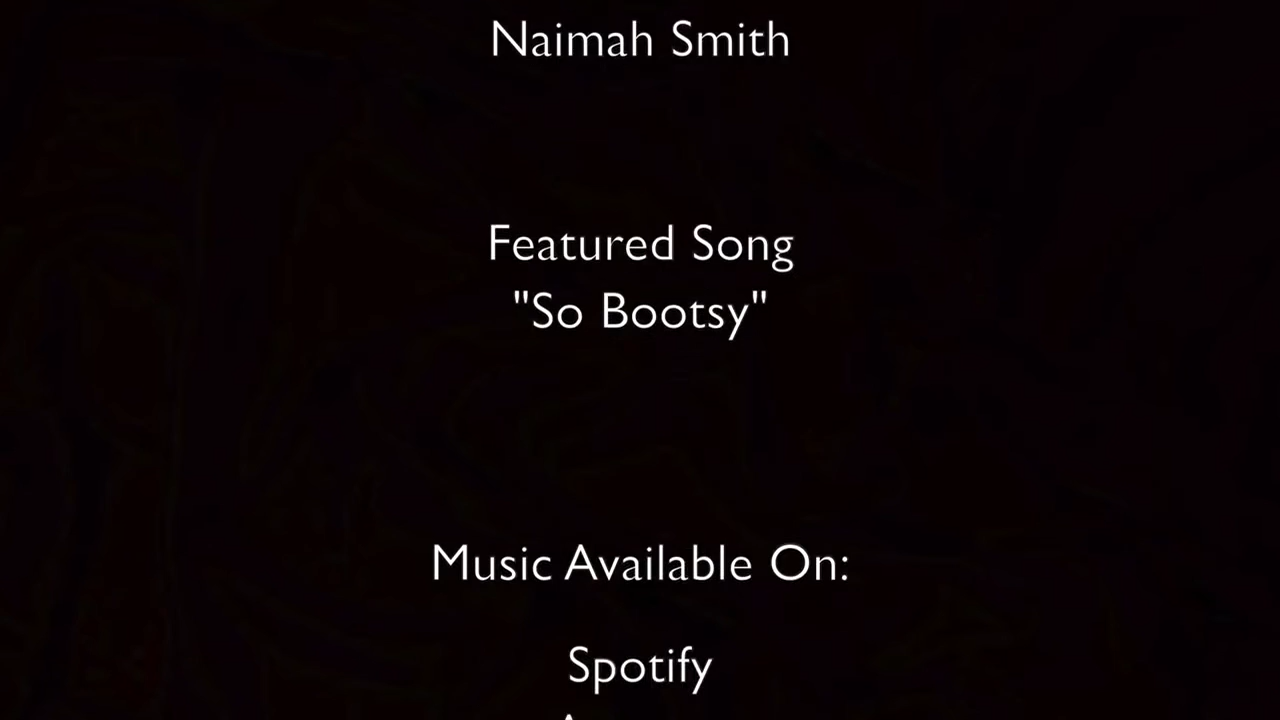 Naimah Smith
Featured Song
"So Bootsy"
Music Available On:
Spotify